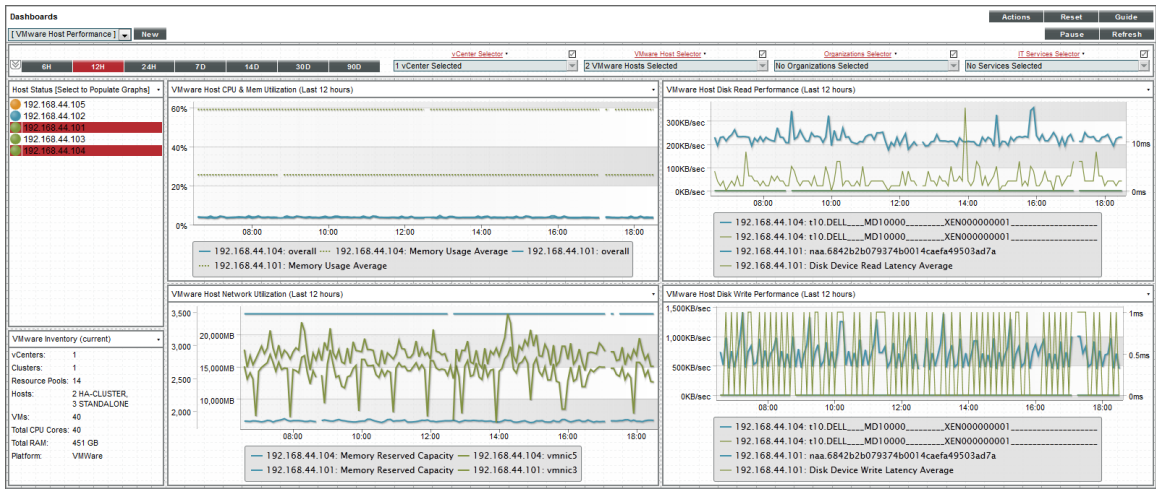 Dashboards
Actions Reset Guide
[ VMware Host Performance ] New Pause Refresh
vCenter Selector VMware Host Selector Organizations Selector IT Services Selector
6H 12H 24H 7D 14D 30D 90D 1 vCenter Selected 2 VMware Hosts Selected No Organizations Selected No Services Selected
Host Status [Select to Populate Graphs]
192.168.44.105
192.168.44.102
192.168.44.101
192.168.44.103
192.168.44.104
VMware Host CPU & Mem Utilization (Last 12 hours)
60%
40%
20%
0%
08:00 10:00 12:00 14:00 16:00 18:00
192.168.44.104: overall 192.168.44.104: Memory Usage Average 192.168.44.101: overall
192.168.44.101: Memory Usage Average
VMware Host Disk Read Performance (Last 12 hours)
300KB/sec
200KB/sec 10ms
100KB/sec
0KB/sec 0ms
08:00 10:00 12:00 14:00 16:00 18:00
192.168.44.104: t10.DELL____MD10000________XEN000000001_____________
192.168.44.104: t10.DELL____MD10000________XEN000000001_____________
192.168.44.101: naa.6842b2b079374b0014caefa49503ad7a
192.168.44.101: Disk Device Read Latency Average
VMware Inventory (current)
vCenters: 1
Clusters: 1
Resource Pools: 14
Hosts: 2 HA-CLUSTER,
3 STANDALONE
VMs: 40
Total CPU Cores: 40
Total RAM: 451 GB
Platform: VMWare
VMware Host Network Utilization (Last 12 hours)
3,500
20,000MB
3,000
15,000MB
2,500
10,000MB
2,000
08:00 10:00 12:00 14:00 16:00 18:00
192.168.44.104: Memory Reserved Capacity 192.168.44.104: vmnic5
192.168.44.101: Memory Reserved Capacity 192.168.44.101: vmnic3
VMware Host Disk Write Performance (Last 12 hours)
1,500KB/sec 1ms
1,000KB/sec
0.5ms
500KB/sec
0KB/sec 0ms
08:00 10:00 12:00 14:00 16:00 18:00
192.168.44.104: t10.DELL____MD10000________XEN000000001_____________
192.168.44.104: t10.DELL____MD10000________XEN000000001_____________
192.168.44.101: naa.6842b2b079374b0014caefa49503ad7a
192.168.44.101: Disk Device Write Latency Average